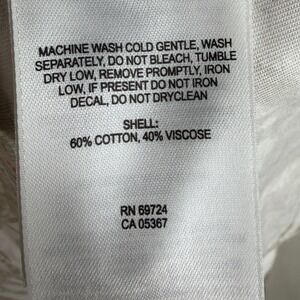 MACHINE WASH COLD GENTLE, WASH
SEPARATELY, DO NOT BLEACH, TUMBLE
DRY LOW, REMOVE PROMPTLY, IRON
LOW, IF PRESENT DO NOT IRON
DECAL, DO NOT DRYCLEAN
SHELL:
60% COTTON, 40% VISCOSE
RN 69724
CA 05367